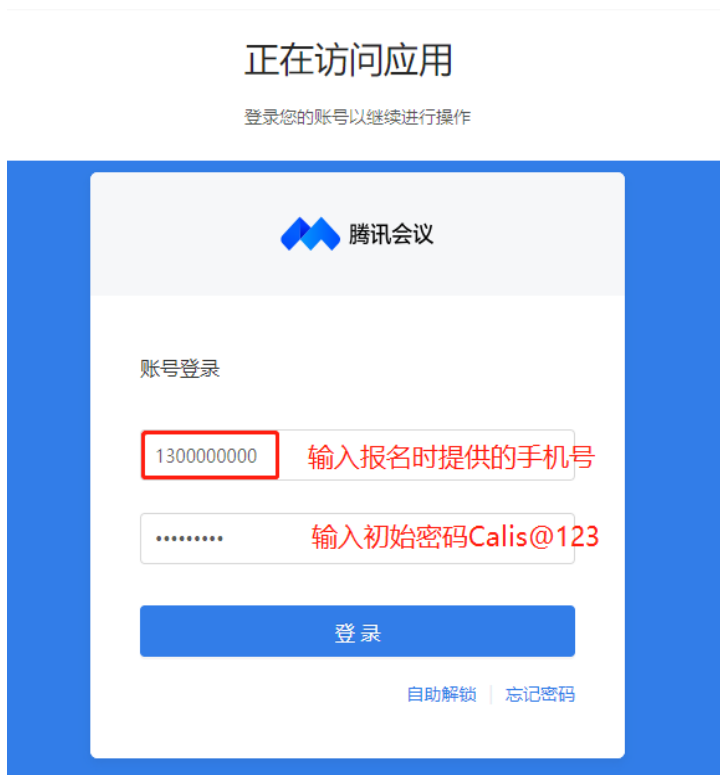 正在访问应用
登录您的账号以继续进行操作
腾讯会议
账号登录
1300000000 输入报名时提供的手机号
••••••••• 输入初始密码Calis@123
登 录
自助解锁 | 忘记密码